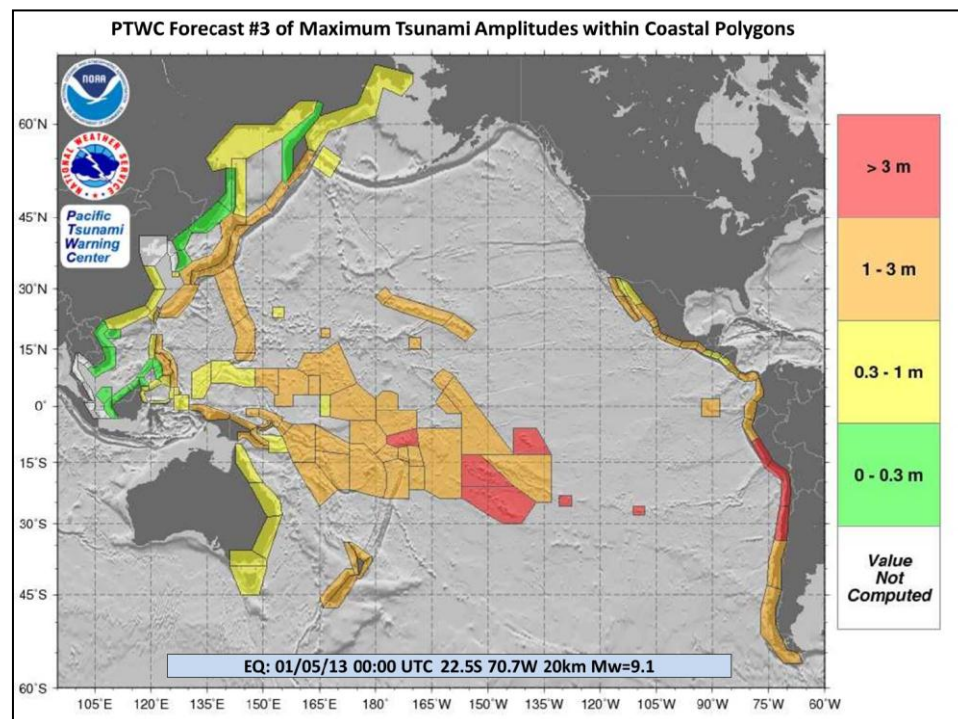 PTWC Forecast #3 of Maximum Tsunami Amplitudes within Coastal Polygons
NOAA
NATIONAL WEATHER SERVICE
Pacific
Tsunami
Warning
Center
60˚N
45˚N
30˚N
15˚N
0˚
15˚S
30˚S
45˚S
60˚S
> 3 m
1 - 3 m
0.3 - 1 m
0 - 0.3 m
Value
Not
Computed
EQ: 01/05/13 00:00 UTC 22.5S 70.7W 20km Mw=9.1
105˚E 120˚E 135˚E 150˚E 165˚E 180˚ 165˚W 150˚W 135˚W 120˚W 105˚W 90˚W 75˚W 60˚W